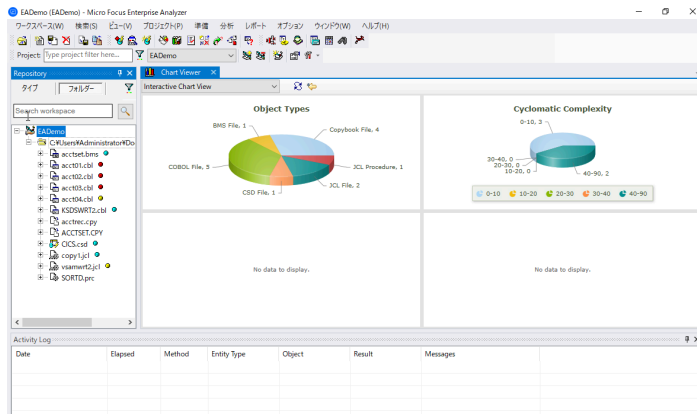 EADemo (EADemo) - Micro Focus Enterprise Analyzer
ワークスペース(W) 検索(S) ビュー(V) プロジェクト(P) 準備 分析 レポート オプション ウィンドウ(W) ヘルプ(H)
Project: Type project filter here... EADemo
Repository
タイプ フォルダー
Search workspace
EADemo
C:¥Users¥Administrator¥Do
acctset.bms
acct01.cbl
acct02.cbl
acct03.cbl
acct04.cbl
KSDSWRT2.cbl
acctrec.cpy
ACCTSET.CPY
CICS.csd
copy1.jcl
vsamwrt2.jcl
SORTD.prc
Chart Viewer
Interactive Chart View
Object Types
BMS File, 1
Copybook File, 4
COBOL File, 5
JCL Procedure, 1
JCL File, 2
CSD File, 1
Cyclomatic Complexity
0-10, 3
30-40, 0
20-30, 0
10-20, 0
40-90, 2
0-10 10-20 20-30 30-40 40-90
No data to display.
No data to display.
Activity Log
Date Elapsed Method Entity Type Object Result Messages